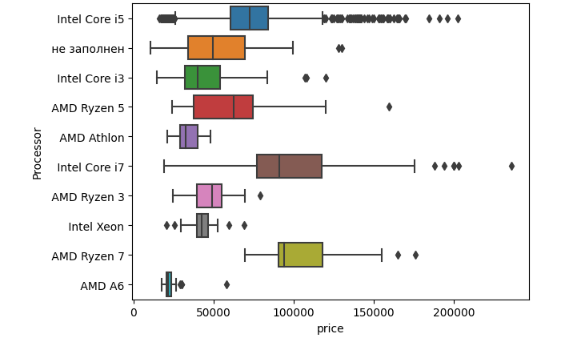 Intel Core i5
не заполнен
Intel Core i3
AMD Ryzen 5
AMD Athlon
Intel Core i7
AMD Ryzen 3
Intel Xeon
AMD Ryzen 7
AMD A6
Processor
0
50000
100000
150000
200000
price